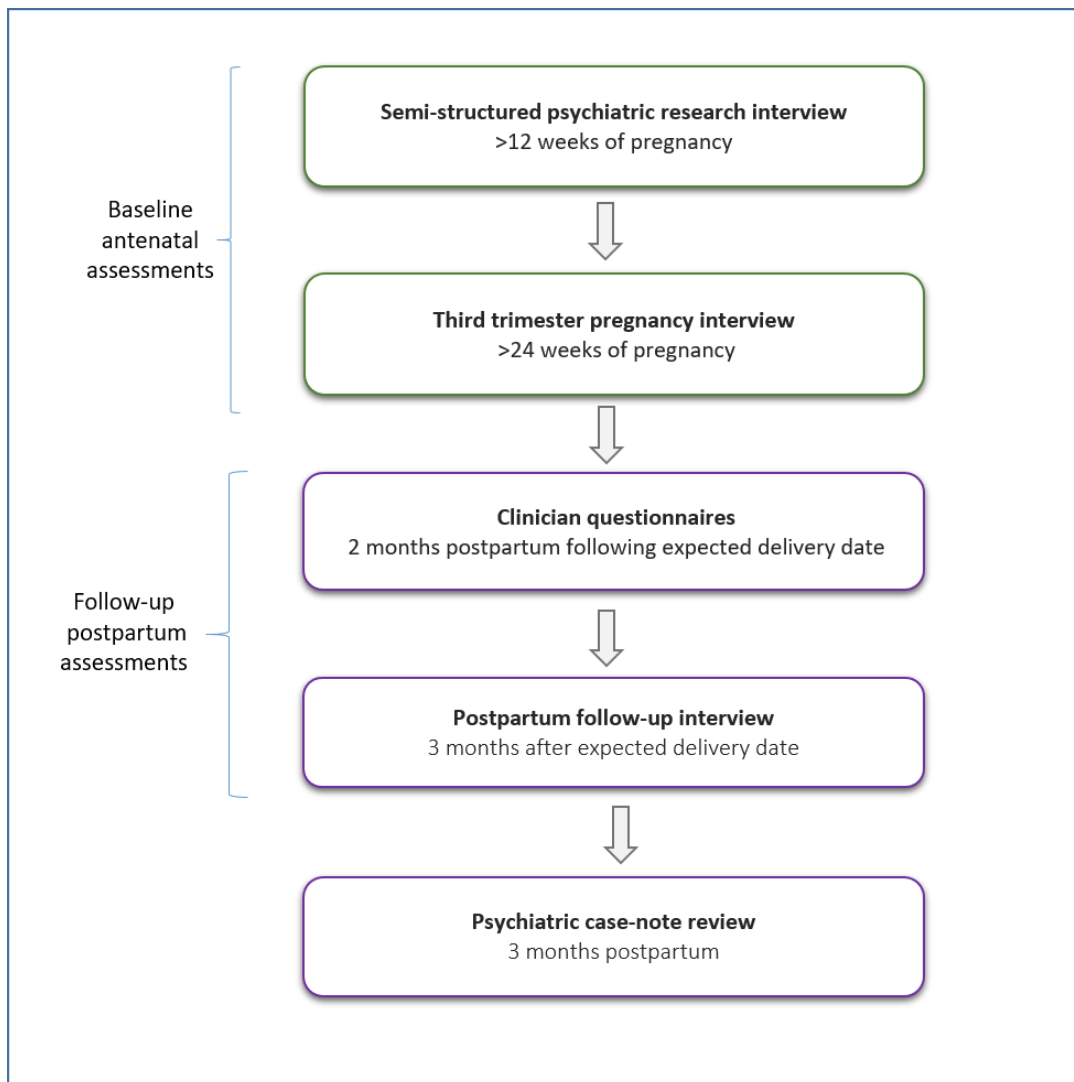 Semi-structured psychiatric research interview
>12 weeks of pregnancy
Baseline
antenatal
assessments
Third trimester pregnancy interview
>24 weeks of pregnancy
Clinician questionnaires
2 months postpartum following expected delivery date
Follow-up
postpartum
assessments
Postpartum follow-up interview
3 months after expected delivery date
Psychiatric case-note review
3 months postpartum